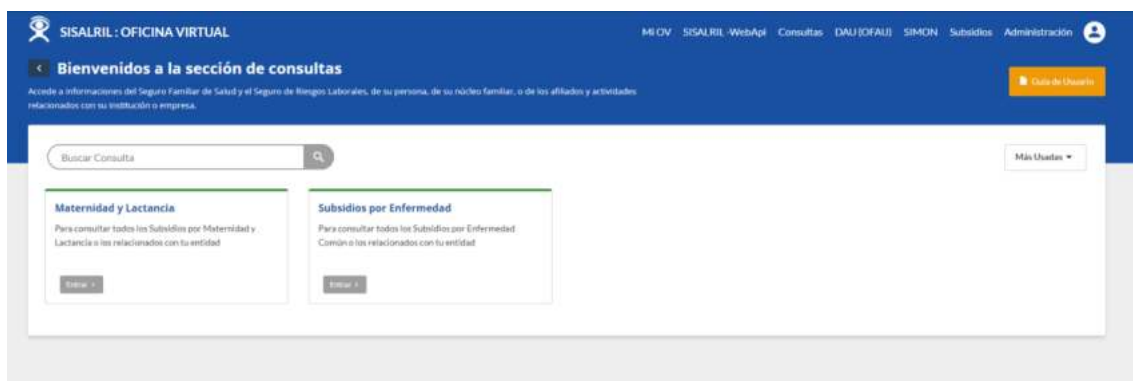 SISALRIL : OFICINA VIRTUAL
MI OV SISALRIL -WebApi Consultas DAU (OFAU) SIMON Subsidios Administración
Bienvenidos a la sección de consultas
Accede a informaciones del Seguro Familiar de Salud y el Seguro de Riesgos Laborales, de su persona, de su núcleo familiar, o de los afiliados y actividades
relacionados con su institución o empresa.
Guía de Usuario
Buscar Consulta
Más Usadas
Maternidad y Lactancia
Para consultar todos los Subsidios por Maternidad y
Lactancia o los relacionados con tu entidad
Entrar >
Subsidios por Enfermedad
Para consultar todos los Subsidios por Enfermedad
Común o los relacionados con tu entidad
Entrar >